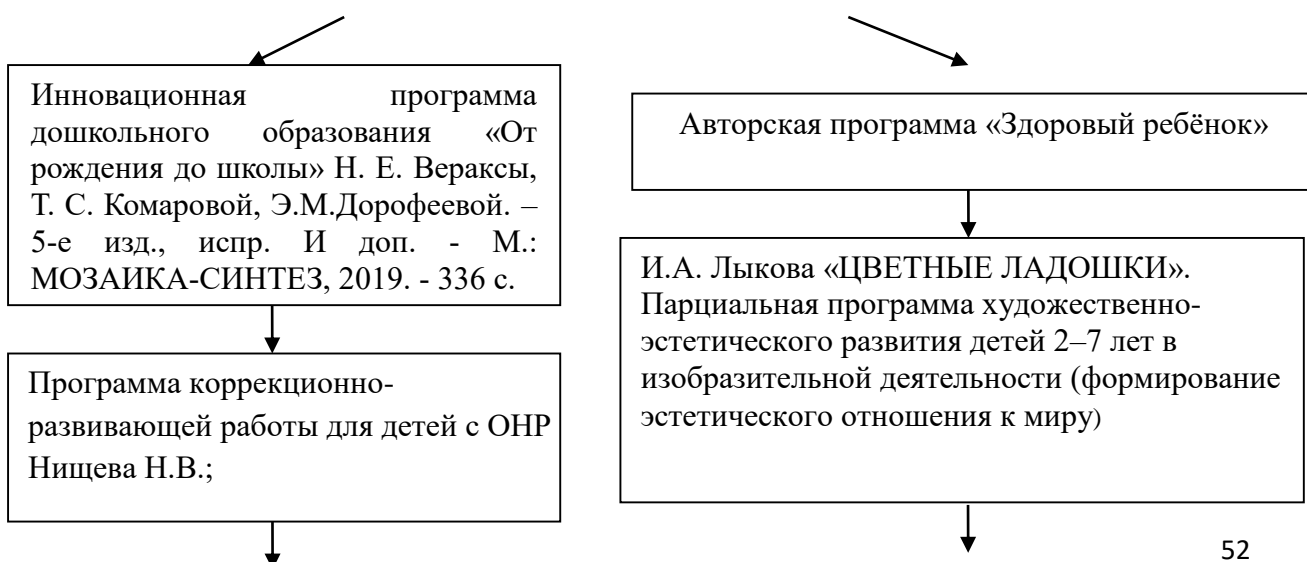 Инновационная программа
дошкольного образования «От
рождения до школы» Н. Е. Вераксы,
Т. С. Комаровой, Э.М.Дорофеевой. –
5-е изд., испр. И доп. - М.:
МОЗАИКА-СИНТЕЗ, 2019. - 336 с.
Программа коррекционно-
развивающей работы для детей с ОНР
Нищева Н.В.;
Авторская программа «Здоровый ребёнок»
И.А. Лыкова «ЦВЕТНЫЕ ЛАДОШКИ».
Парциальная программа художественно-
эстетического развития детей 2–7 лет в
изобразительной деятельности (формирование
эстетического отношения к миру)
52